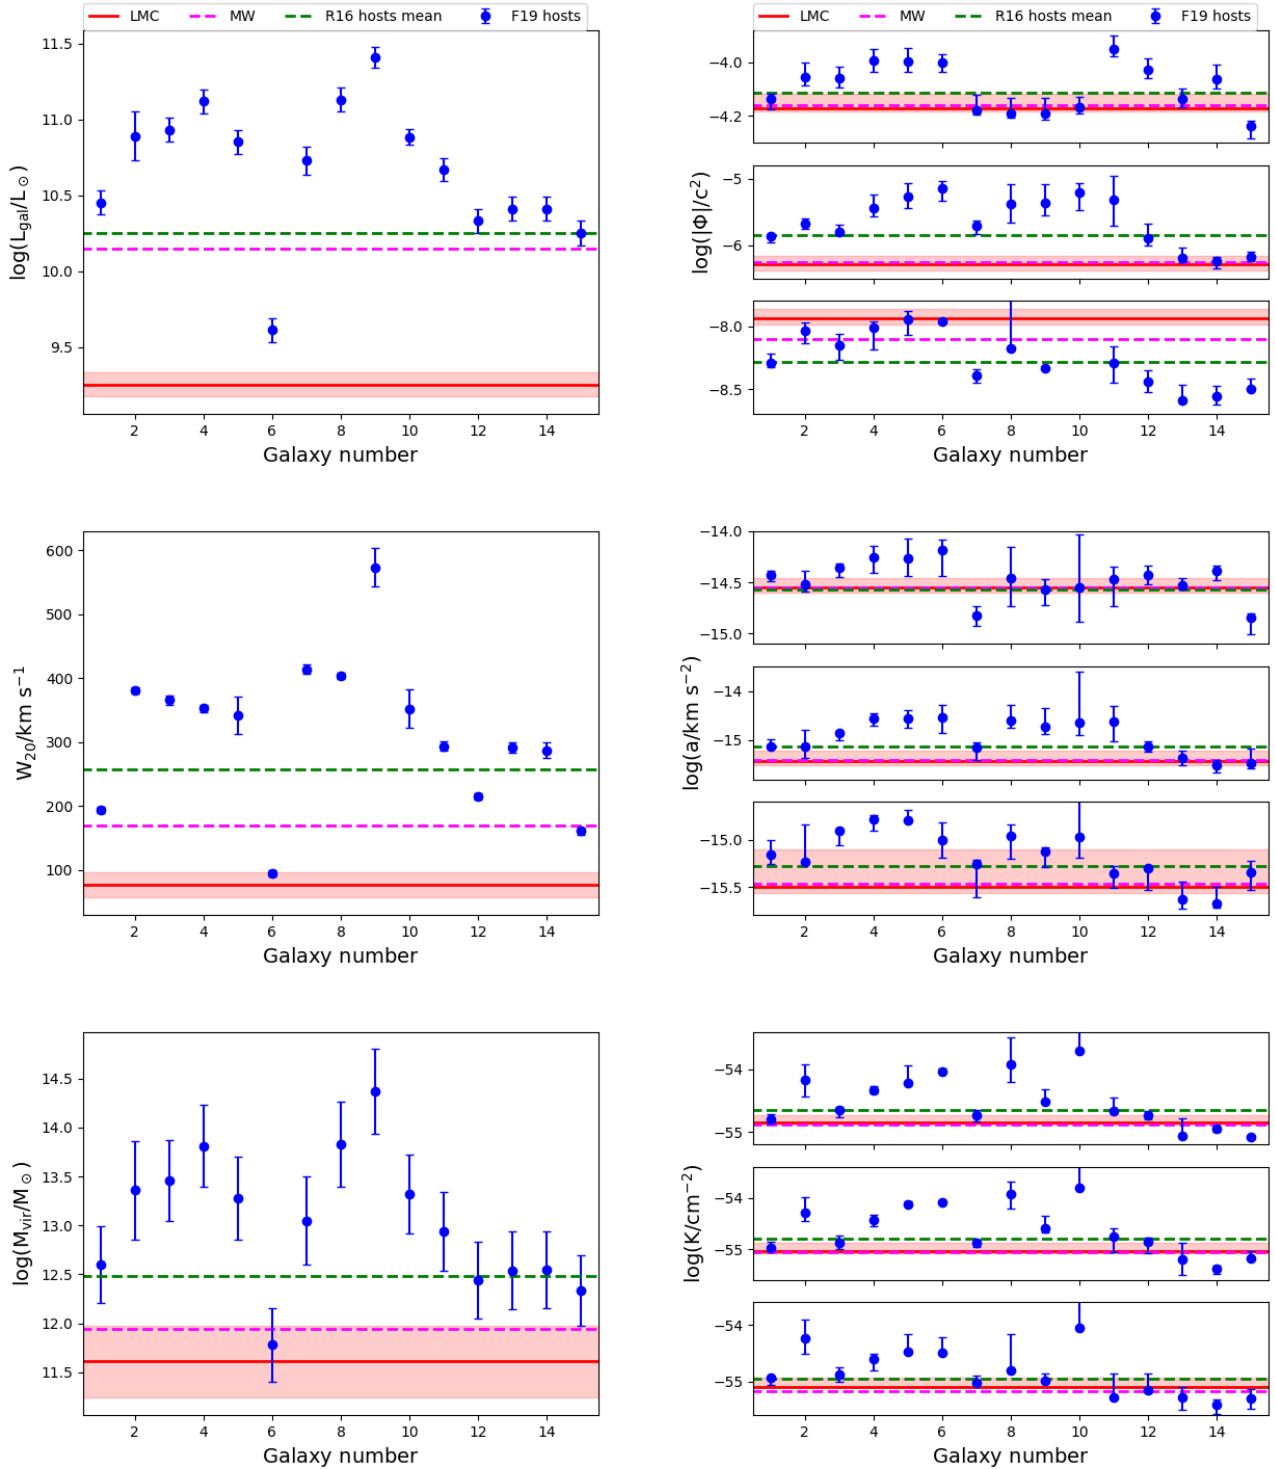 LMC MW R16 hosts mean F19 hosts
11.5
11.0
10.5
10.0
9.5
log(L_gal/L_⊙)
2 4 6 8 10 12 14
Galaxy number
LMC MW R16 hosts mean F19 hosts
−4.0
−4.2
−5
−6
−8.0
−8.5
log(|Φ|/c²)
2 4 6 8 10 12 14
Galaxy number
600
500
400
300
200
100
W₂₀/km s⁻¹
2 4 6 8 10 12 14
Galaxy number
−14.0
−14.5
−15.0
−14
−15
−15.0
−15.5
log(a/km s⁻²)
2 4 6 8 10 12 14
Galaxy number
14.5
14.0
13.5
13.0
12.5
12.0
11.5
log(M_vir/M_⊙)
2 4 6 8 10 12 14
Galaxy number
−54
−55
−54
−55
−54
−55
log(K/cm⁻²)
2 4 6 8 10 12 14
Galaxy number